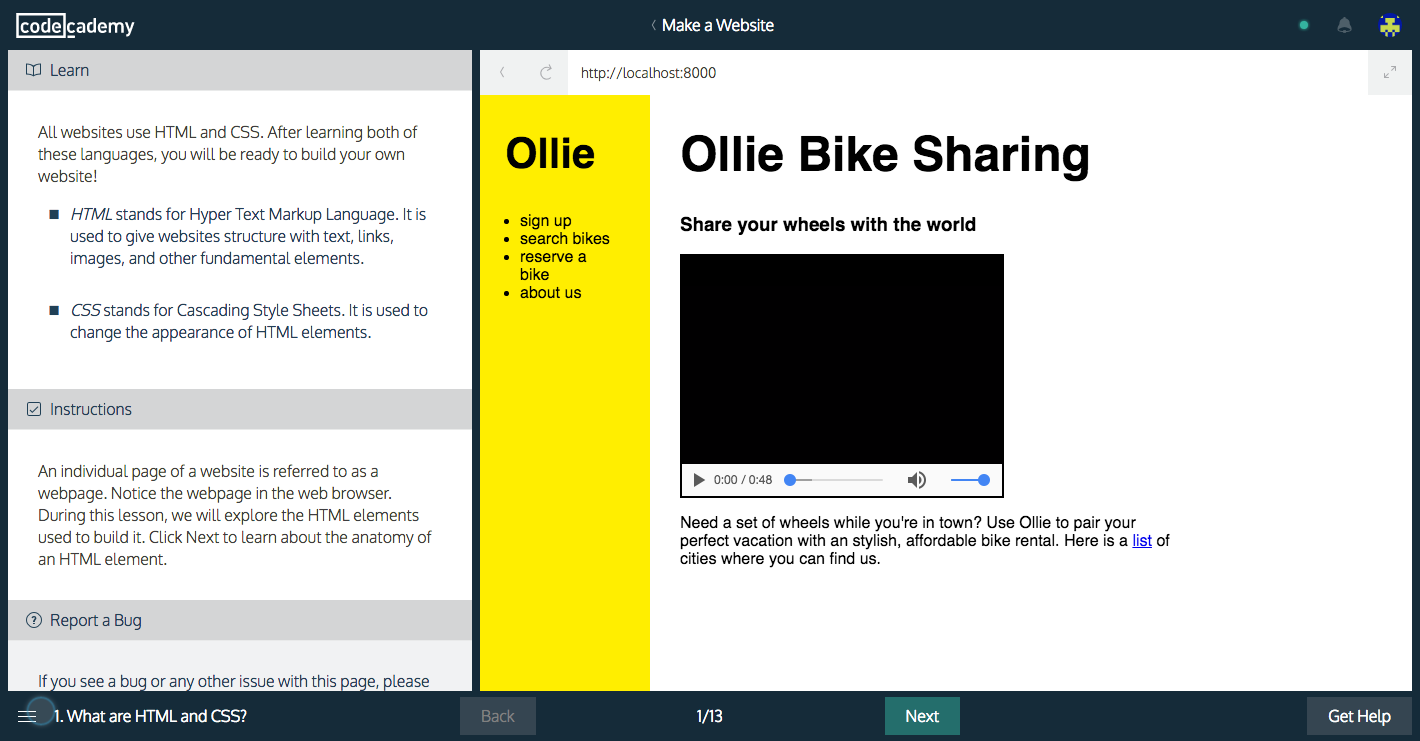 codecademy
Make a Website
Learn
All websites use HTML and CSS. After learning both of
these languages, you will be ready to build your own
website!
HTML stands for Hyper Text Markup Language. It is
used to give websites structure with text, links,
images, and other fundamental elements.
CSS stands for Cascading Style Sheets. It is used to
change the appearance of HTML elements.
Instructions
An individual page of a website is referred to as a
webpage. Notice the webpage in the web browser.
During this lesson, we will explore the HTML elements
used to build it. Click Next to learn about the anatomy of
an HTML element.
Report a Bug
If you see a bug or any other issue with this page, please
http://localhost:8000
Ollie
sign up
search bikes
reserve a
bike
about us
Ollie Bike Sharing
Share your wheels with the world
0:00 / 0:48
Need a set of wheels while you're in town? Use Ollie to pair your
perfect vacation with an stylish, affordable bike rental. Here is a list of
cities where you can find us.
1. What are HTML and CSS?
Back
1/13
Next
Get Help